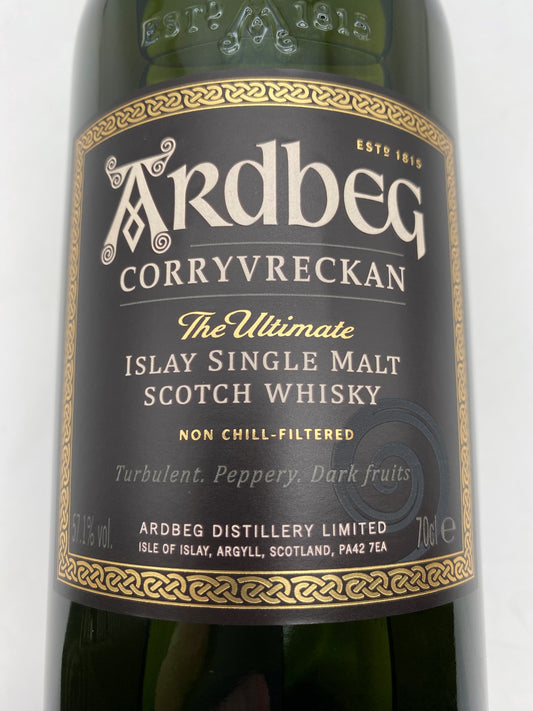 ESTD 1815
ESTD 1815
ARdbEG
CORRYVRECKAN
The Ultimate
ISLAY SINGLE MALT
SCOTCH WHISKY
NON CHILL-FILTERED
Turbulent. Peppery. Dark fruits
57.1% vol.
ARDBEG DISTILLERY LIMITED
70cl e
ISLE OF ISLAY, ARGYLL, SCOTLAND, PA42 7EA